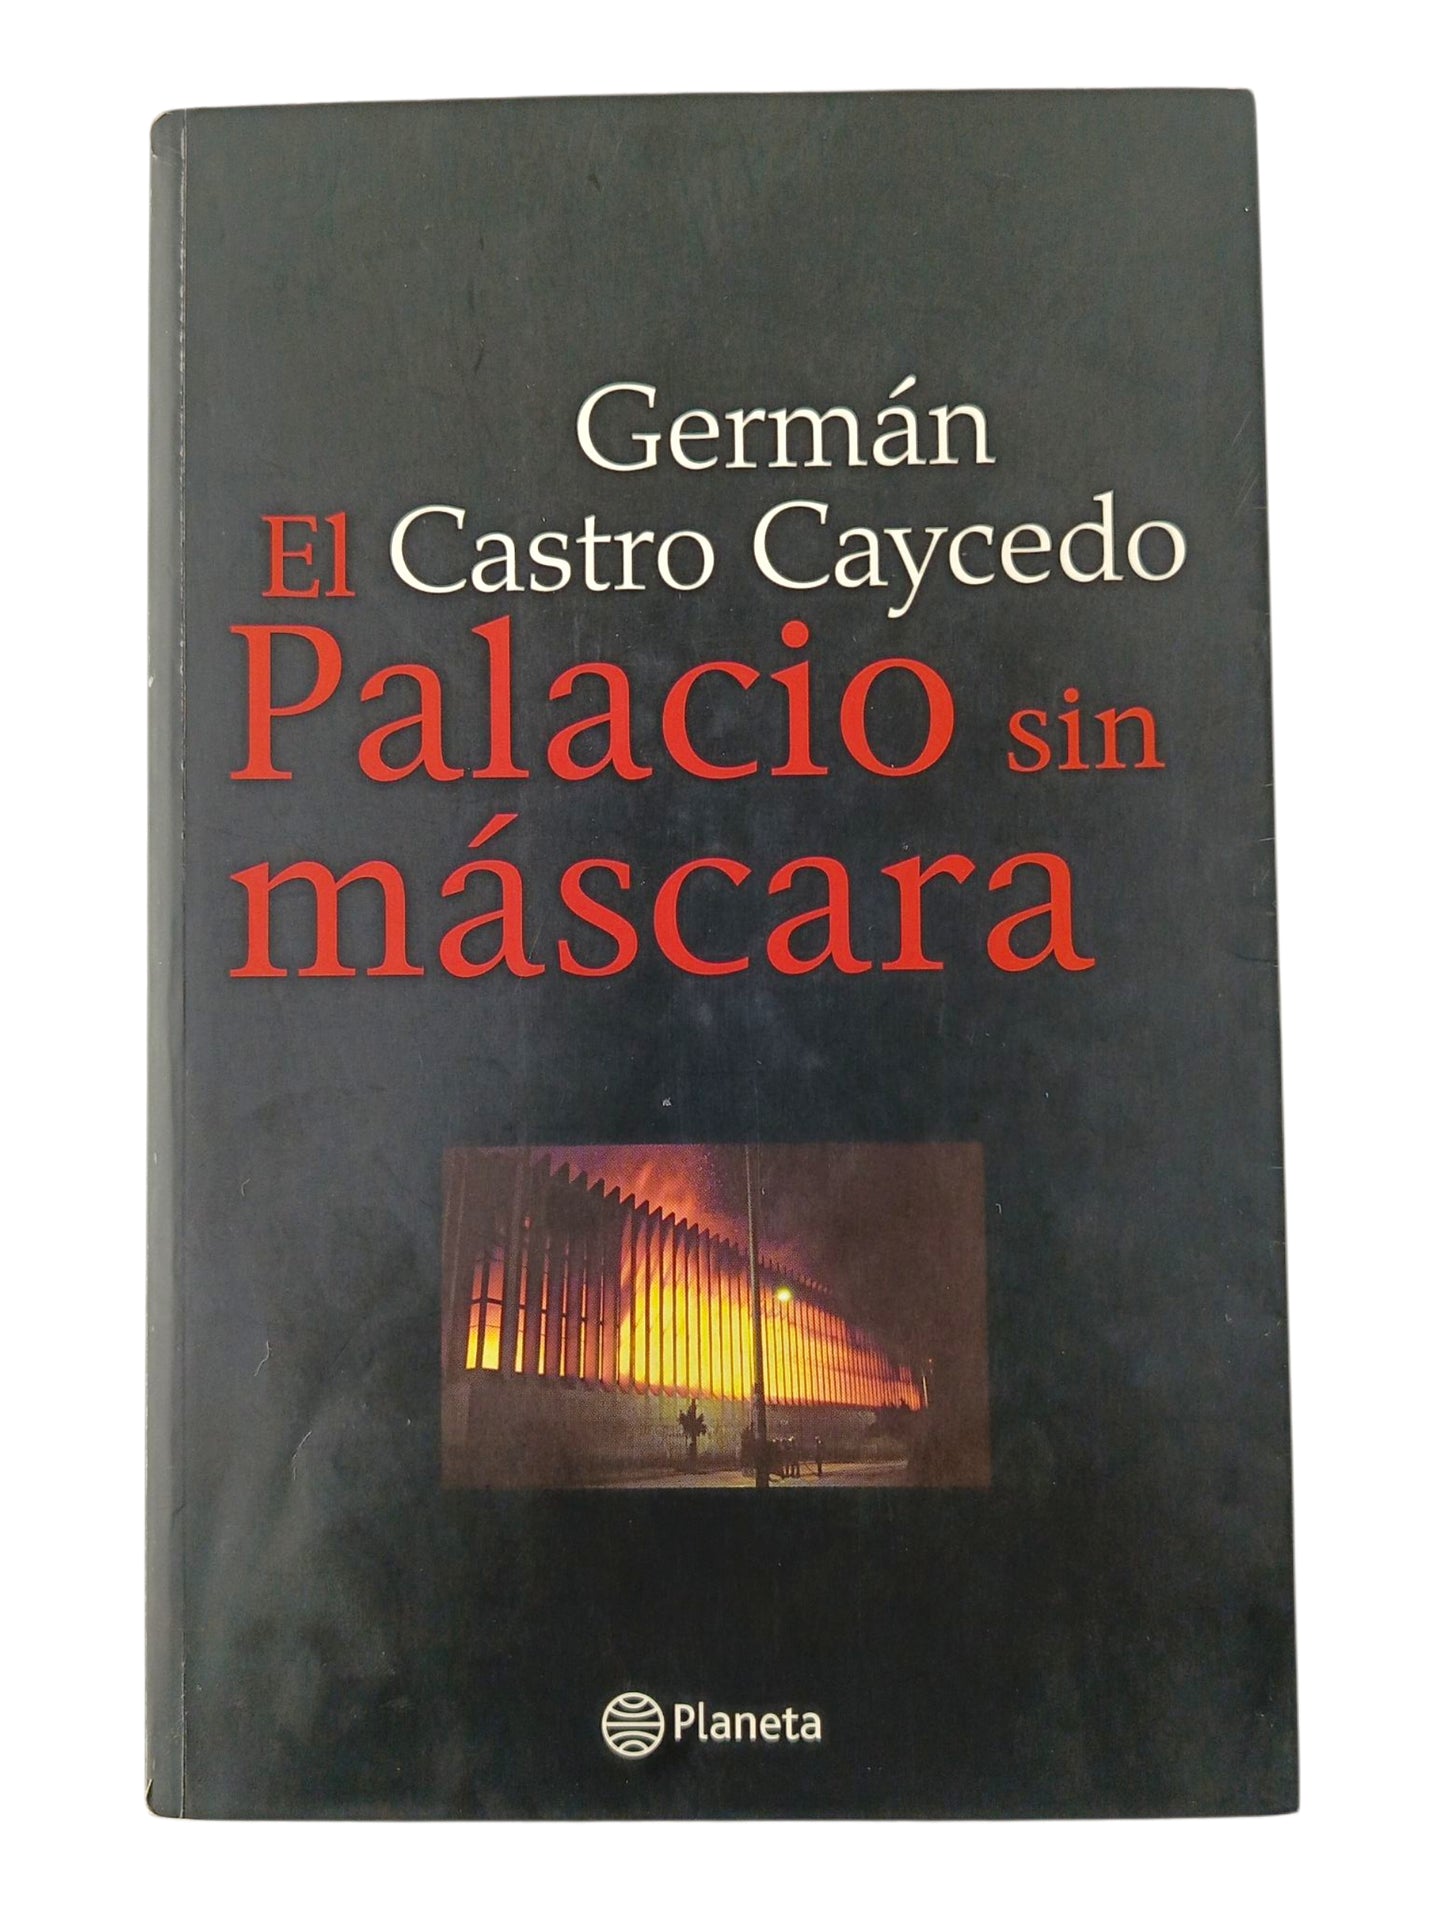 Germán
El Castro Caycedo
Palacio sin
máscara
Planeta